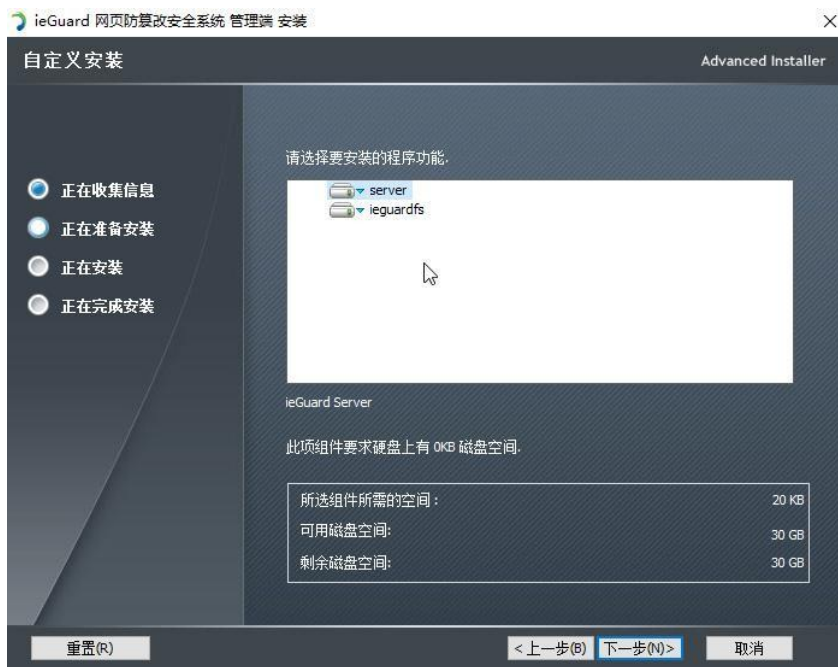 ieGuard 网页防篡改安全系统 管理端 安装
自定义安装
Advanced Installer
请选择要安装的程序功能.
正在收集信息
正在准备安装
正在安装
正在完成安装
server
ieguardfs
ieGuard Server
此项组件要求硬盘上有 0KB 磁盘空间.
所选组件所需的空间： 20 KB
可用磁盘空间: 30 GB
剩余磁盘空间: 30 GB
重置(R)
<上一步(B)
下一步(N)>
取消